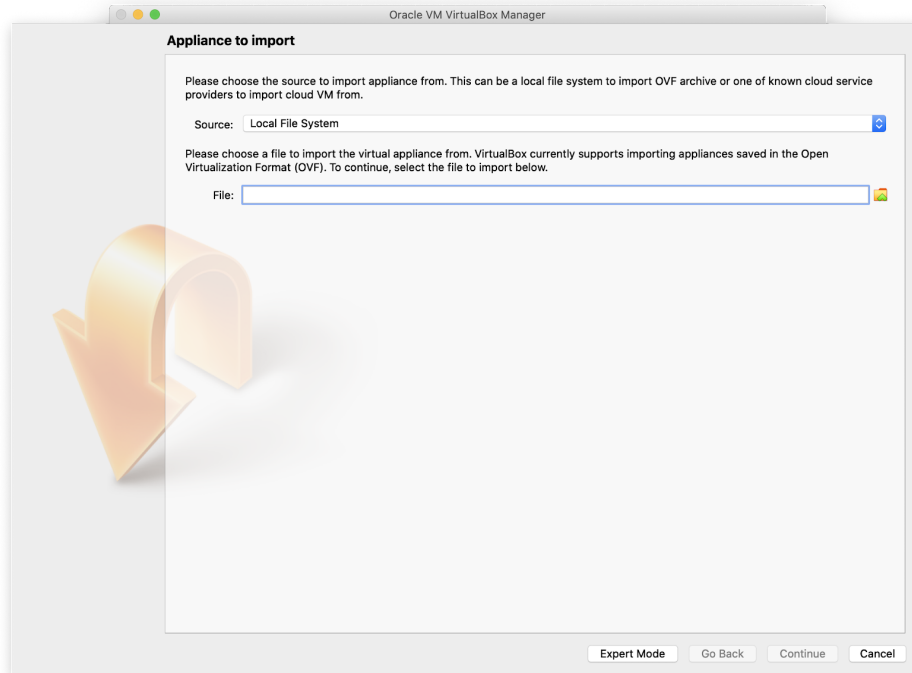 Oracle VM VirtualBox Manager
Appliance to import
Please choose the source to import appliance from. This can be a local file system to import OVF archive or one of known cloud service
providers to import cloud VM from.
Source: Local File System
Please choose a file to import the virtual appliance from. VirtualBox currently supports importing appliances saved in the Open
Virtualization Format (OVF). To continue, select the file to import below.
File:
Expert Mode Go Back Continue Cancel